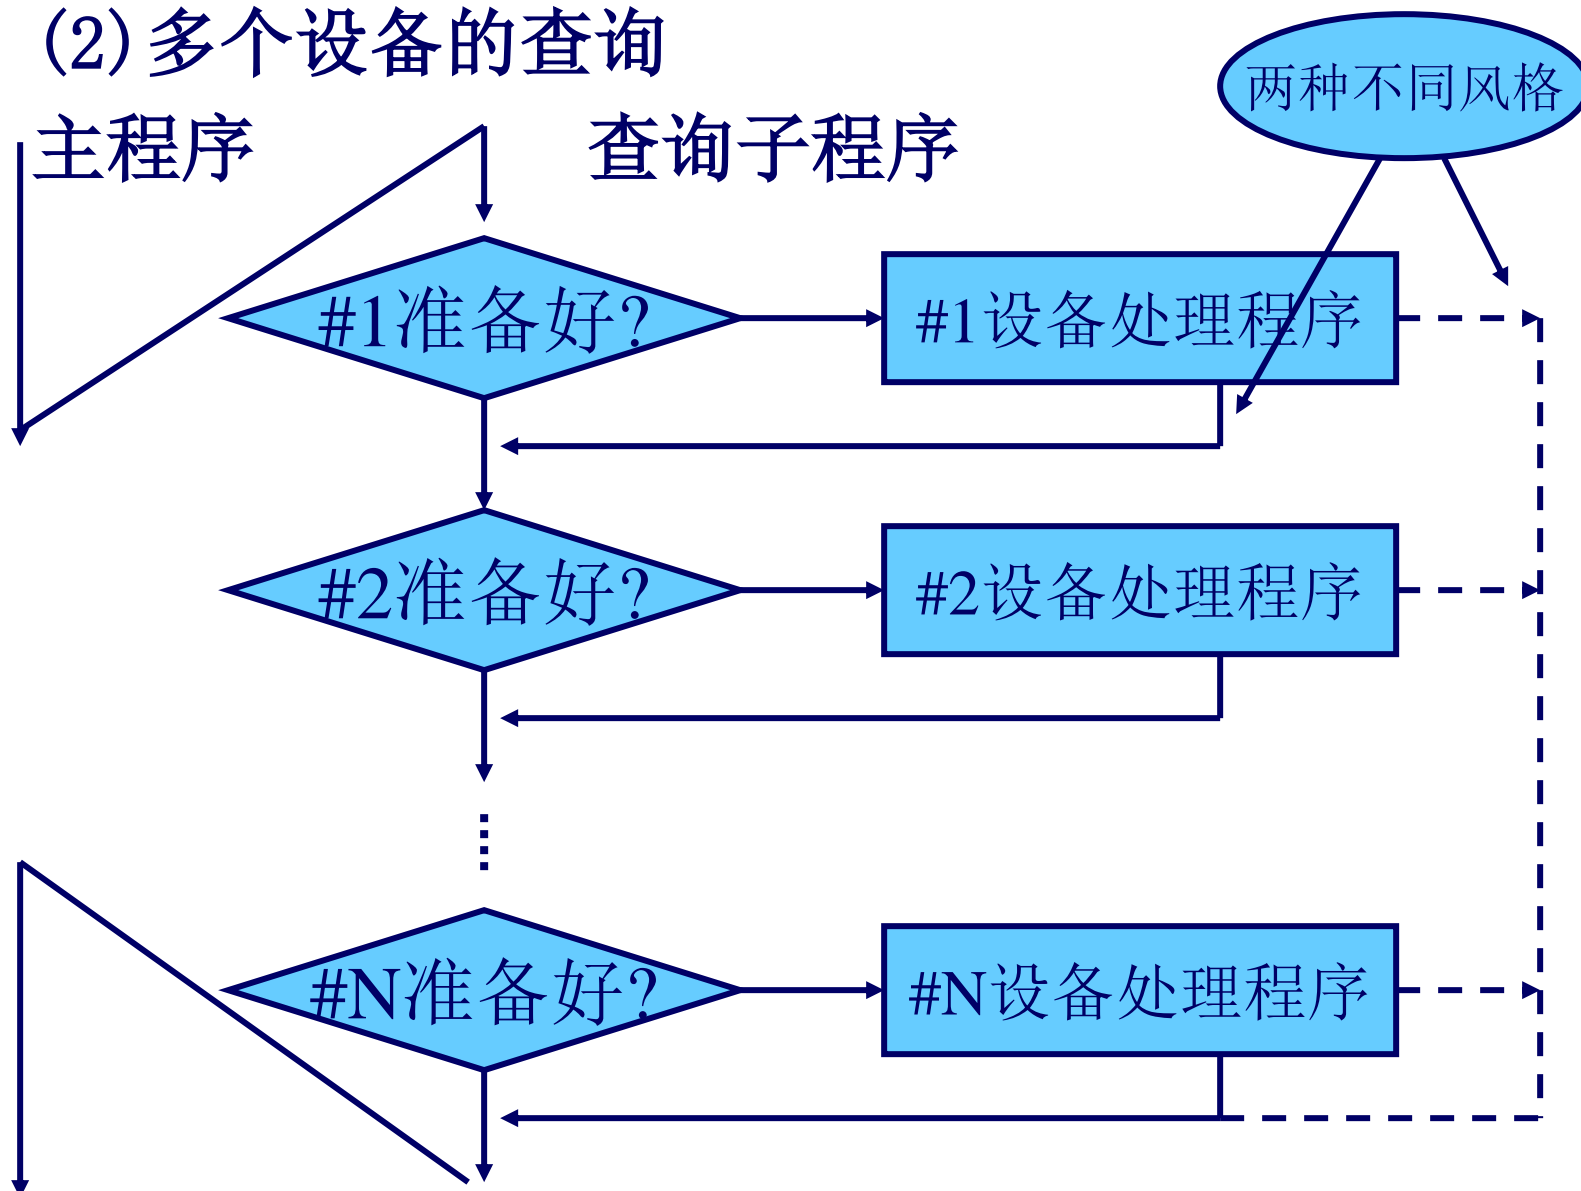 (2)多个设备的查询
两种不同风格
主程序
查询子程序
#1准备好?
#1设备处理程序
#2准备好?
#2设备处理程序
#N准备好?
#N设备处理程序